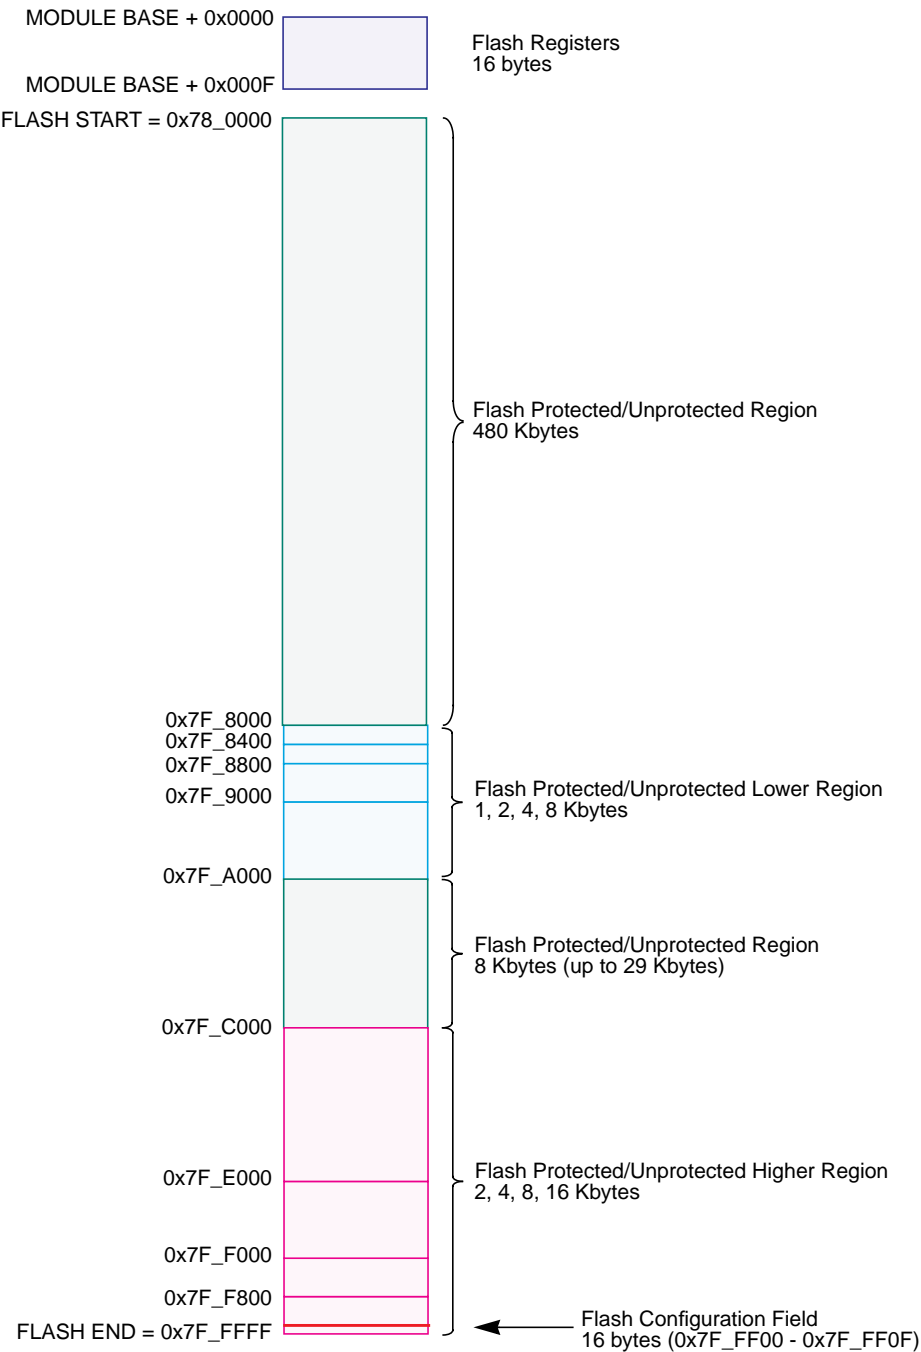 MODULE BASE + 0x0000
Flash Registers
16 bytes
MODULE BASE + 0x000F
FLASH START = 0x78_0000
Flash Protected/Unprotected Region
480 Kbytes
0x7F_8000
0x7F_8400
0x7F_8800
0x7F_9000
Flash Protected/Unprotected Lower Region
1, 2, 4, 8 Kbytes
0x7F_A000
Flash Protected/Unprotected Region
8 Kbytes (up to 29 Kbytes)
0x7F_C000
0x7F_E000
Flash Protected/Unprotected Higher Region
2, 4, 8, 16 Kbytes
0x7F_F000
0x7F_F800
FLASH END = 0x7F_FFFF
Flash Configuration Field
16 bytes (0x7F_FF00 - 0x7F_FF0F)